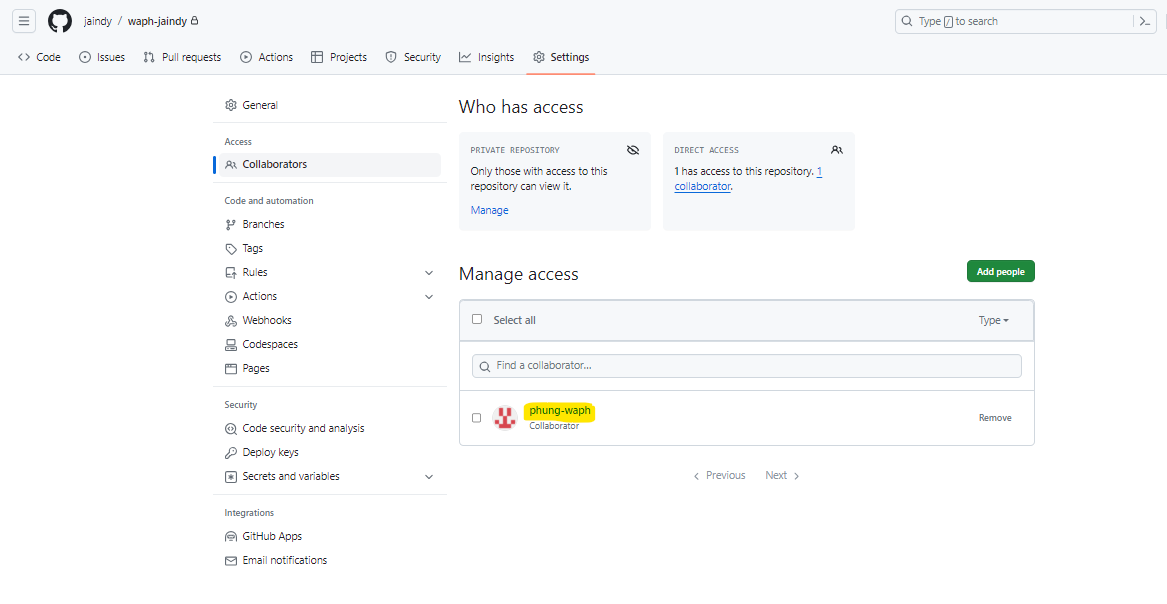 jaindy / waph-jaindy
Type / to search
Code Issues Pull requests Actions Projects Security Insights Settings
General
Access
Collaborators
Code and automation
Branches
Tags
Rules
Actions
Webhooks
Codespaces
Pages
Security
Code security and analysis
Deploy keys
Secrets and variables
Integrations
GitHub Apps
Email notifications
Who has access
PRIVATE REPOSITORY
Only those with access to this
repository can view it.
Manage
DIRECT ACCESS
1 has access to this repository. 1
collaborator.
Manage access
Add people
Select all
Type
Find a collaborator...
phung-waph
Collaborator
Remove
Previous Next